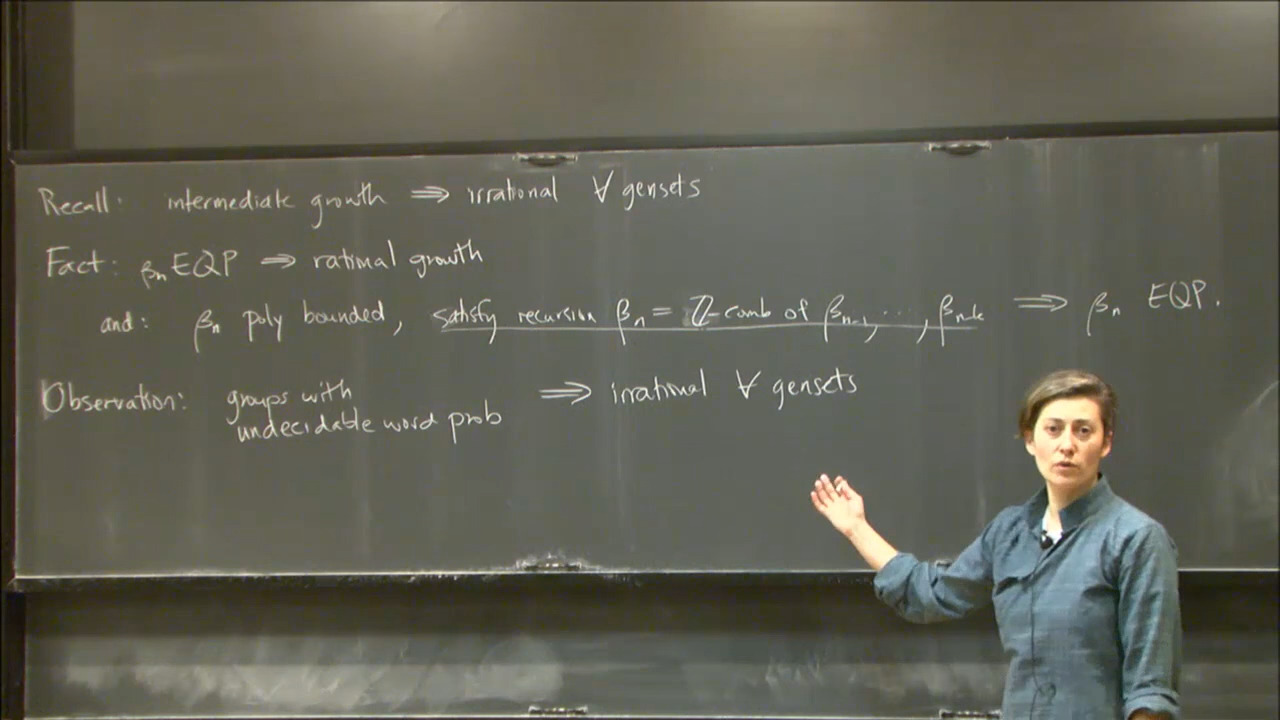 Recall: intermediate growth ⟹ irrational ∀ gensets
Fact: βn EQP ⟹ rational growth
and: βn poly bounded, satisfy recursion βn = ℤ-comb of βn-1, ..., βn-k ⟹ βn EQP.
Observation: groups with undecidable word prob ⟹ irrational ∀ gensets